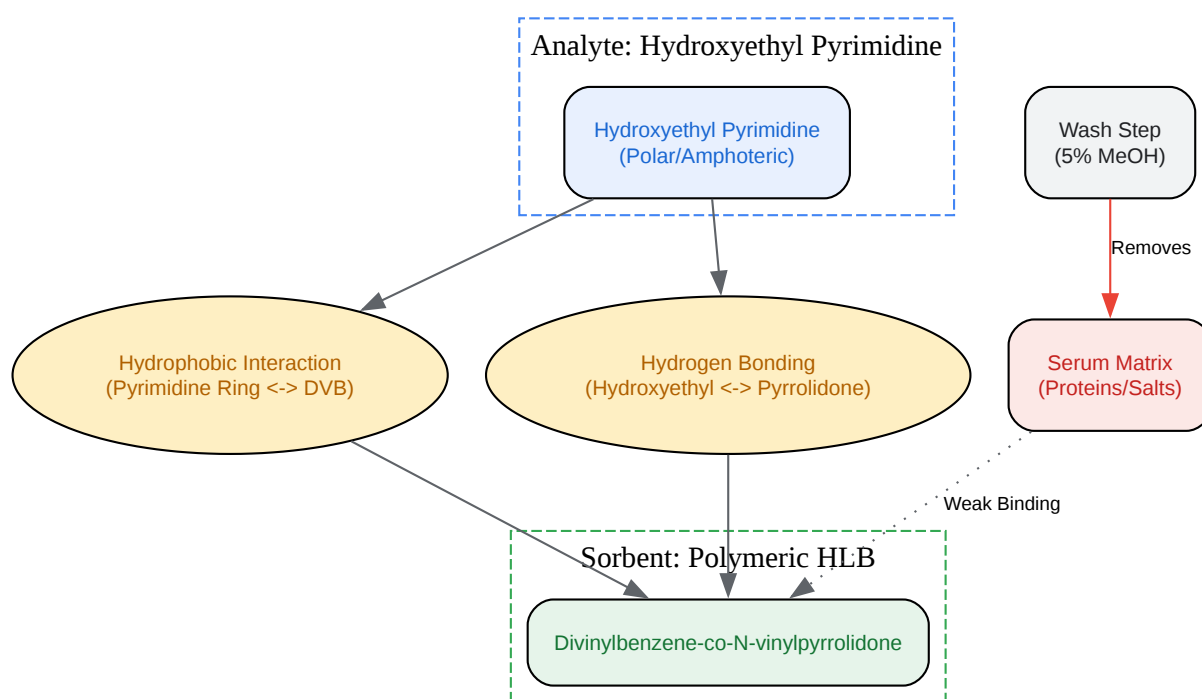 Analyte: Hydroxyethyl Pyrimidine
Hydroxyethyl Pyrimidine
(Polar/Amphoteric)
Wash Step
(5% MeOH)
Removes
Hydrophobic Interaction
(Pyrimidine Ring <-> DVB)
Hydrogen Bonding
(Hydroxyethyl <-> Pyrrolidone)
Serum Matrix
(Proteins/Salts)
Weak Binding
Sorbent: Polymeric HLB
Divinylbenzene-co-N-vinylpyrrolidone